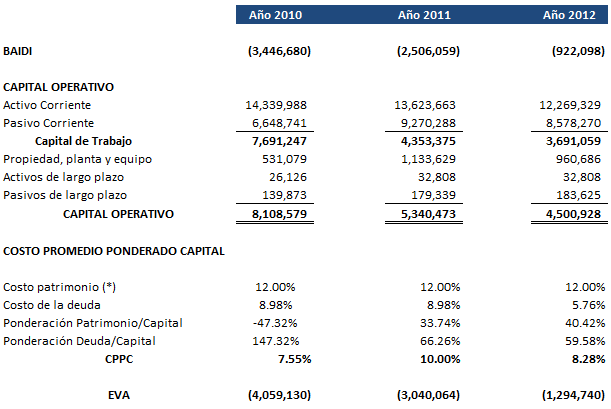 Año 2010 Año 2011 Año 2012
BAIDI (3,446,680) (2,506,059) (922,098)
CAPITAL OPERATIVO
Activo Corriente 14,339,988 13,623,663 12,269,329
Pasivo Corriente 6,648,741 9,270,288 8,578,270
Capital de Trabajo 7,691,247 4,353,375 3,691,059
Propiedad, planta y equipo 531,079 1,133,629 960,686
Activos de largo plazo 26,126 32,808 32,808
Pasivos de largo plazo 139,873 179,339 183,625
CAPITAL OPERATIVO 8,108,579 5,340,473 4,500,928
COSTO PROMEDIO PONDERADO CAPITAL
Costo patrimonio (*) 12.00% 12.00% 12.00%
Costo de la deuda 8.98% 8.98% 5.76%
Ponderación Patrimonio/Capital -47.32% 33.74% 40.42%
Ponderación Deuda/Capital 147.32% 66.26% 59.58%
CPPC 7.55% 10.00% 8.28%
EVA (4,059,130) (3,040,064) (1,294,740)